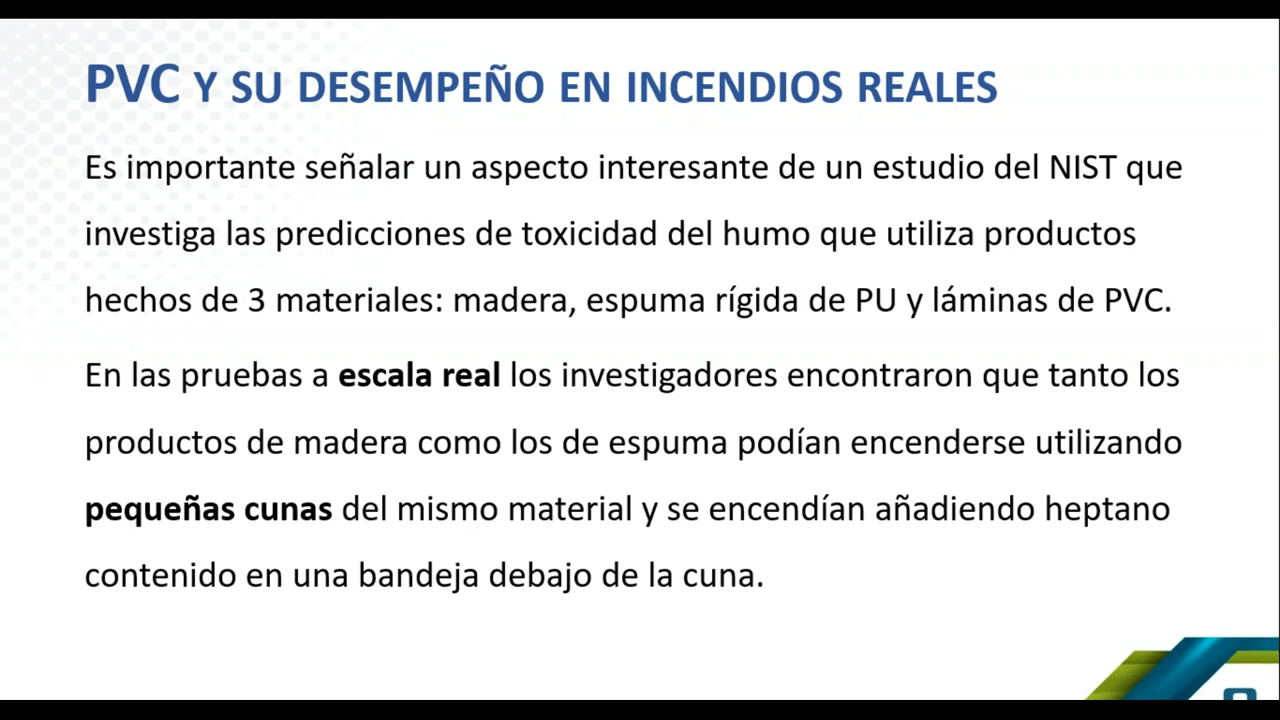 PVC Y SU DESEMPEÑO EN INCENDIOS REALES
Es importante señalar un aspecto interesante de un estudio del NIST que
investiga las predicciones de toxicidad del humo que utiliza productos
hechos de 3 materiales: madera, espuma rígida de PU y láminas de PVC.
En las pruebas a escala real los investigadores encontraron que tanto los
productos de madera como los de espuma podían encenderse utilizando
pequeñas cunas del mismo material y se encendían añadiendo heptano
contenido en una bandeja debajo de la cuna.